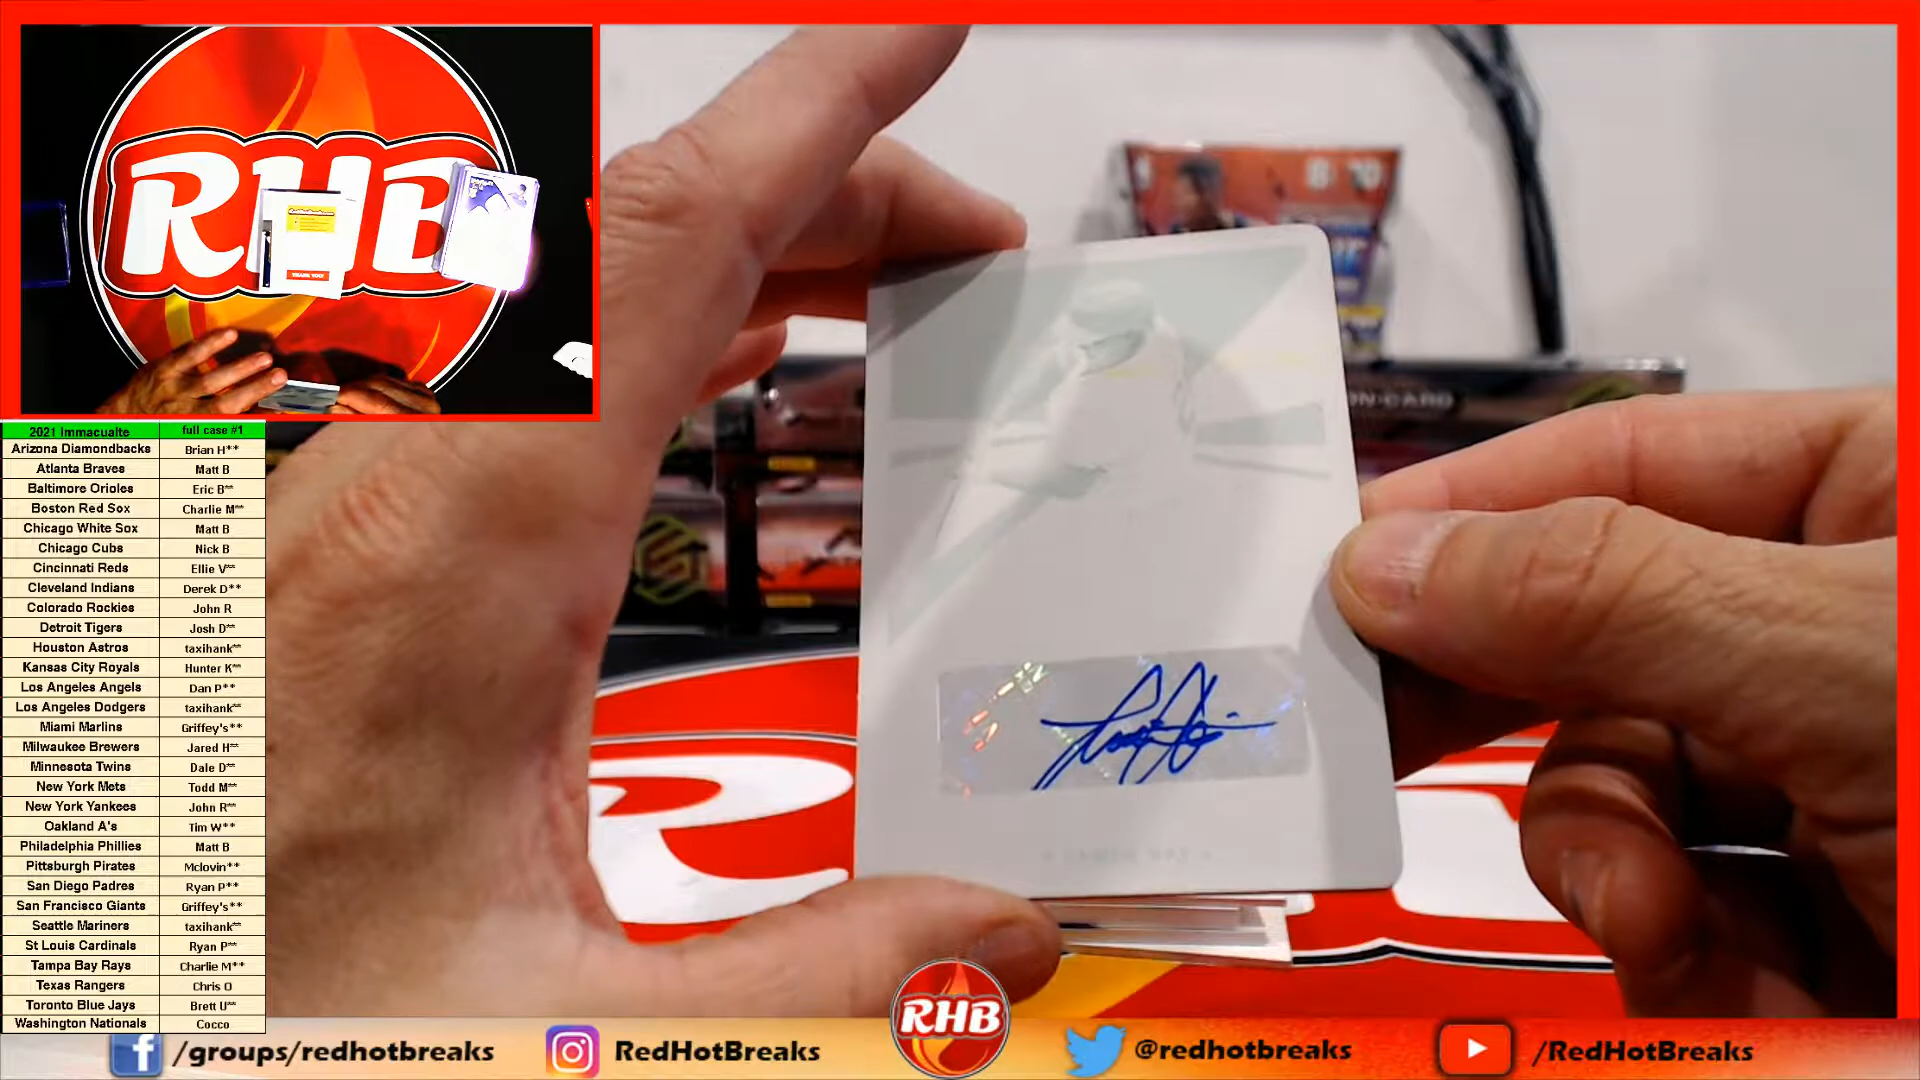 RHB
THANK YOU!
ON-CARD
2021 Immacualte full case #1
Arizona Diamondbacks Brian H**
Atlanta Braves Matt B
Baltimore Orioles Eric B**
Boston Red Sox Charlie M**
Chicago White Sox Matt B
Chicago Cubs Nick B
Cincinnati Reds Ellie V**
Cleveland Indians Derek D**
Colorado Rockies John R
Detroit Tigers Josh D**
Houston Astros taxihank**
Kansas City Royals Hunter K**
Los Angeles Angels Dan P**
Los Angeles Dodgers taxihank**
Miami Marlins Griffey's**
Milwaukee Brewers Jared H**
Minnesota Twins Dale D**
New York Mets Todd M**
New York Yankees John R**
Oakland A's Tim W**
Philadelphia Phillies Matt B
Pittsburgh Pirates Mclovin**
San Diego Padres Ryan P**
San Francisco Giants Griffey's**
Seattle Mariners taxihank**
St Louis Cardinals Ryan P**
Tampa Bay Rays Charlie M**
Texas Rangers Chris O
Toronto Blue Jays Brett U**
Washington Nationals Cocco
RHB
/groups/redhotbreaks RedHotBreaks @redhotbreaks /RedHotBreaks